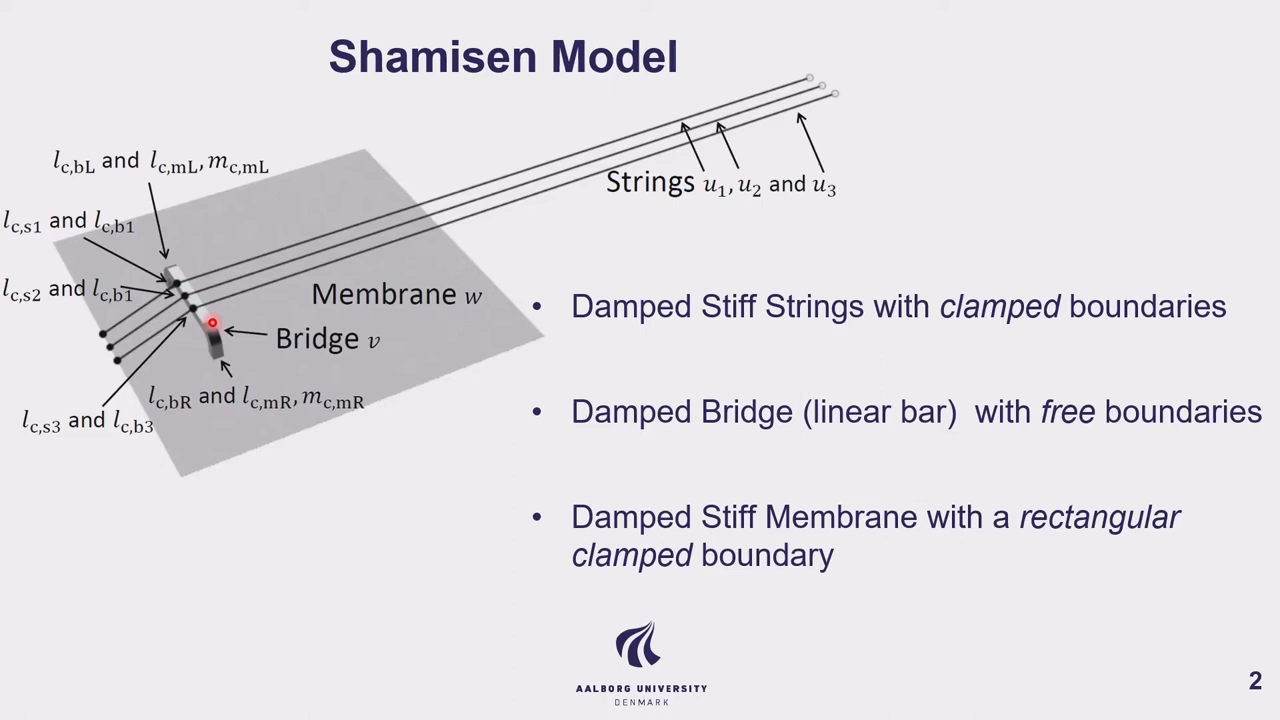 Shamisen Model
l_c,bL and l_c,mL, m_c,mL
l_c,s1 and l_c,b1
l_c,s2 and l_c,b1
l_c,s3 and l_c,b3
l_c,bR and l_c,mR, m_c,mR
Membrane w
Bridge v
Strings u₁, u₂ and u₃
• Damped Stiff Strings with clamped boundaries
• Damped Bridge (linear bar) with free boundaries
• Damped Stiff Membrane with a rectangular
clamped boundary
AALBORG UNIVERSITY
DENMARK
2